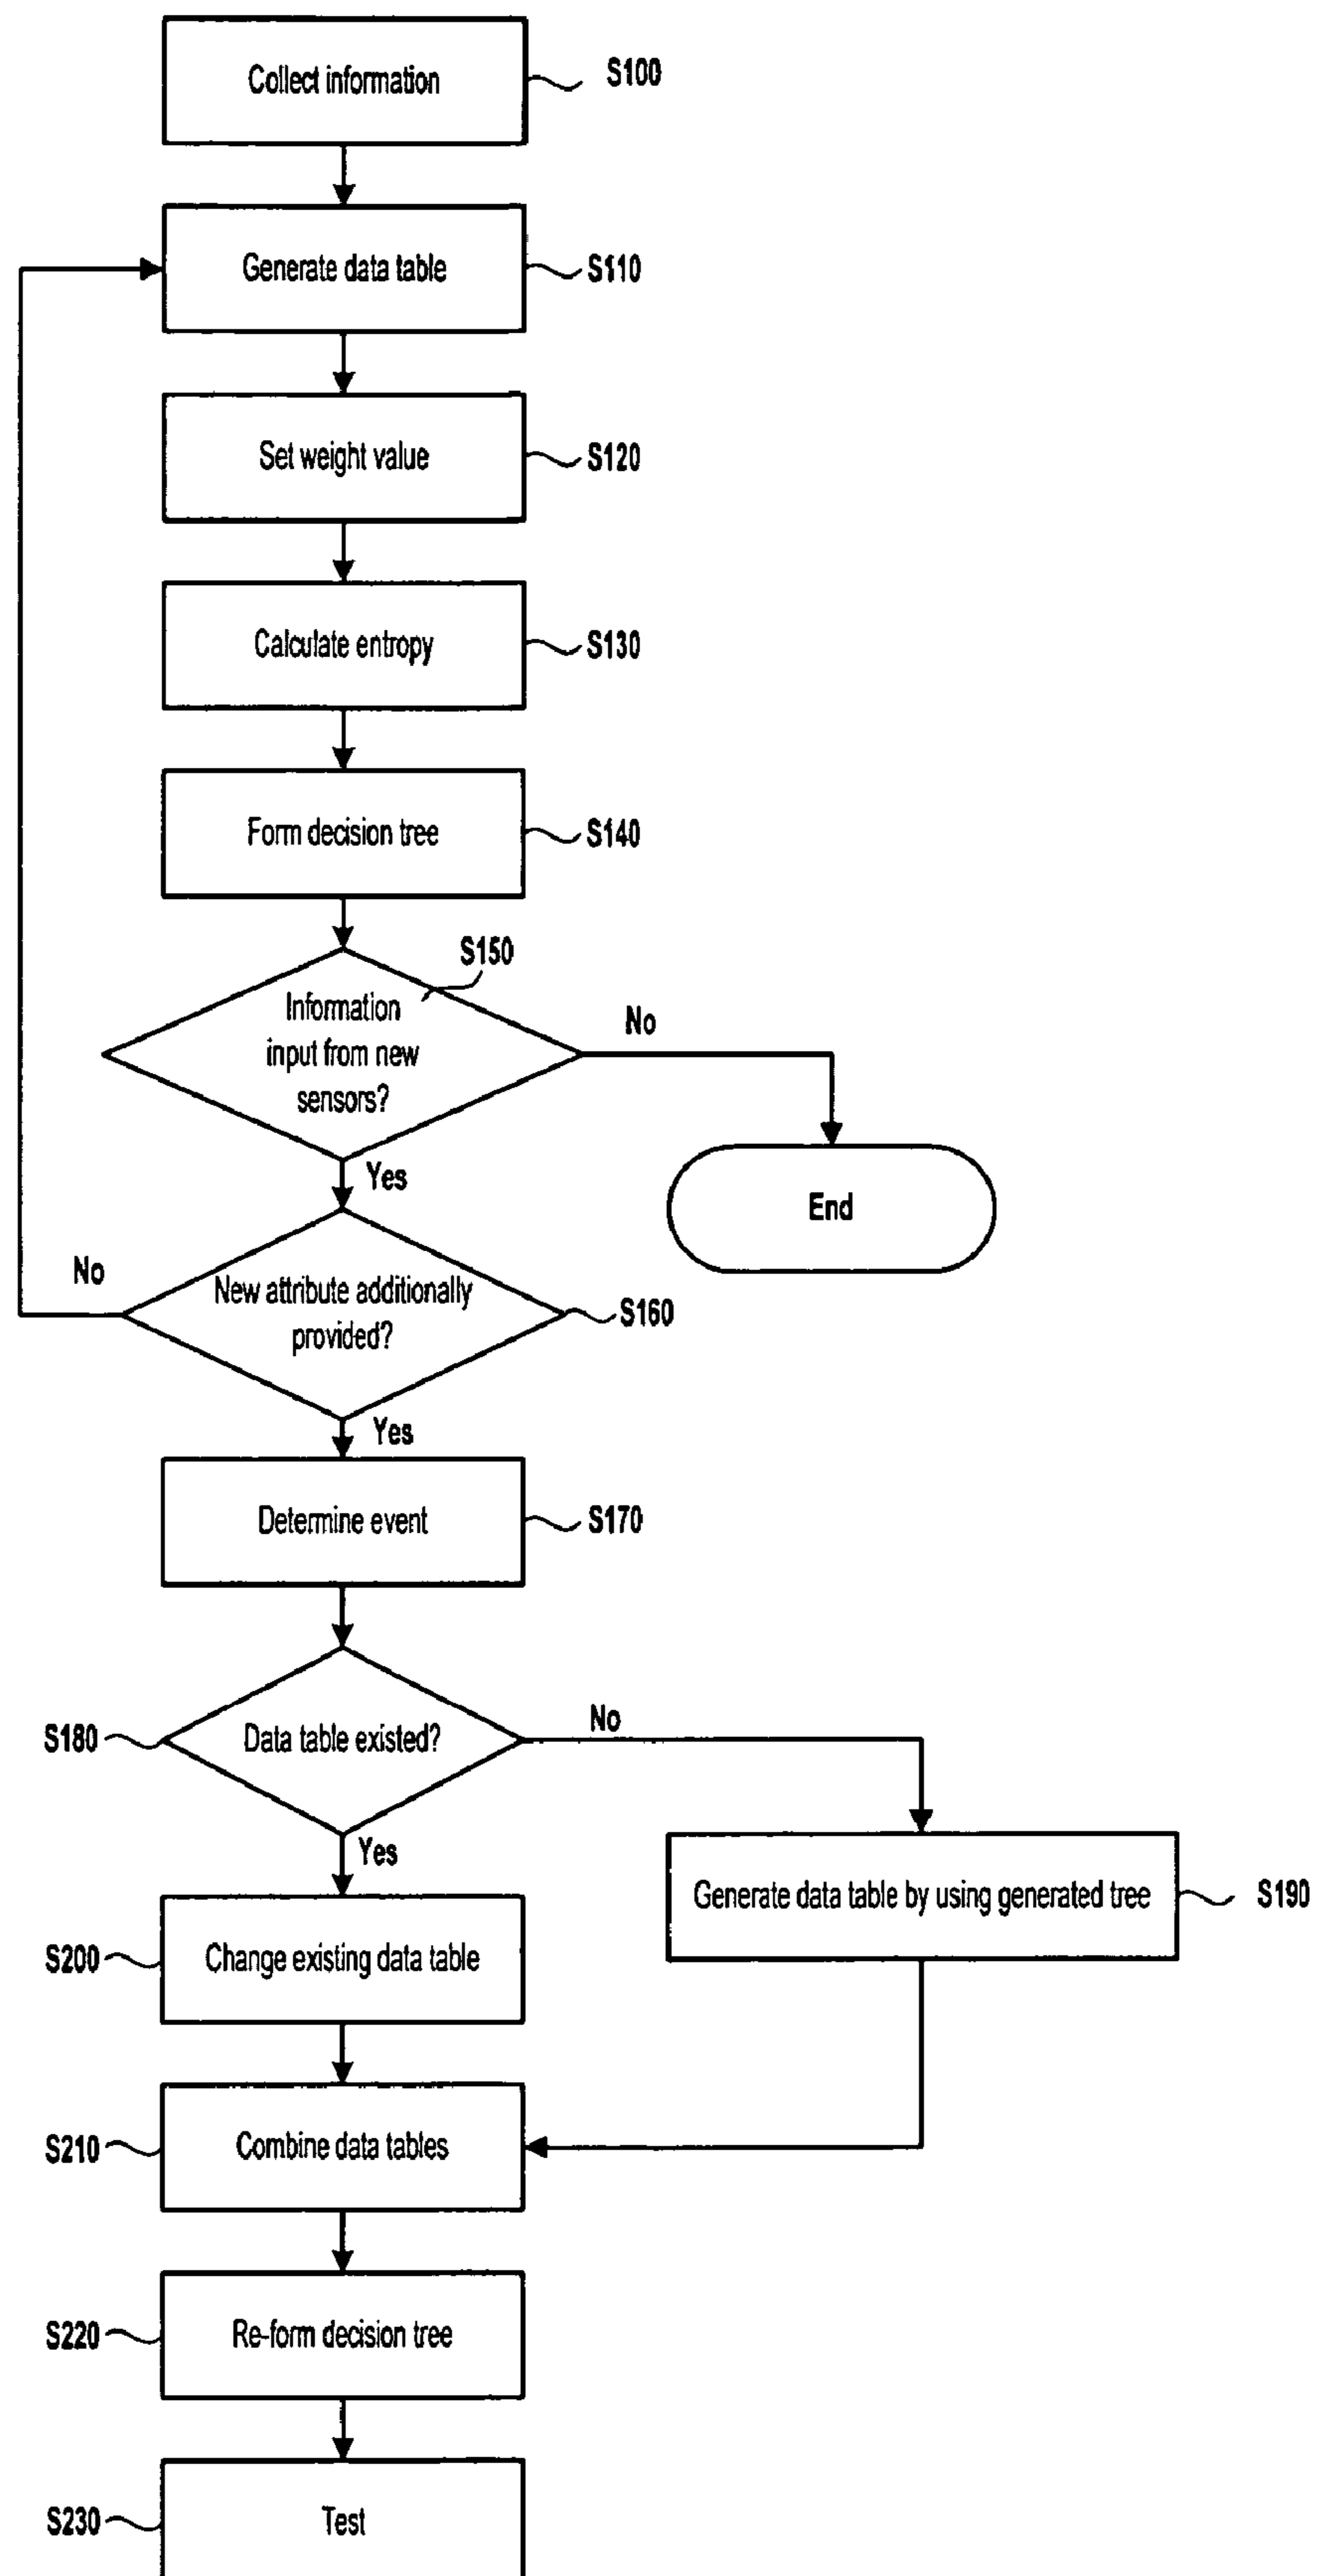 Collect information
S100
Generate data table
S110
Set weight value
S120
Calculate entropy
S130
Form decision tree
S140
S150
Information
input from new
sensors?
No
Yes
End
No
New attribute additionally
provided?
S160
Yes
Determine event
S170
S180
Data table existed?
No
Yes
Generate data table by using generated tree
S190
S200
Change existing data table
S210
Combine data tables
S220
Re-form decision tree
S230
Test